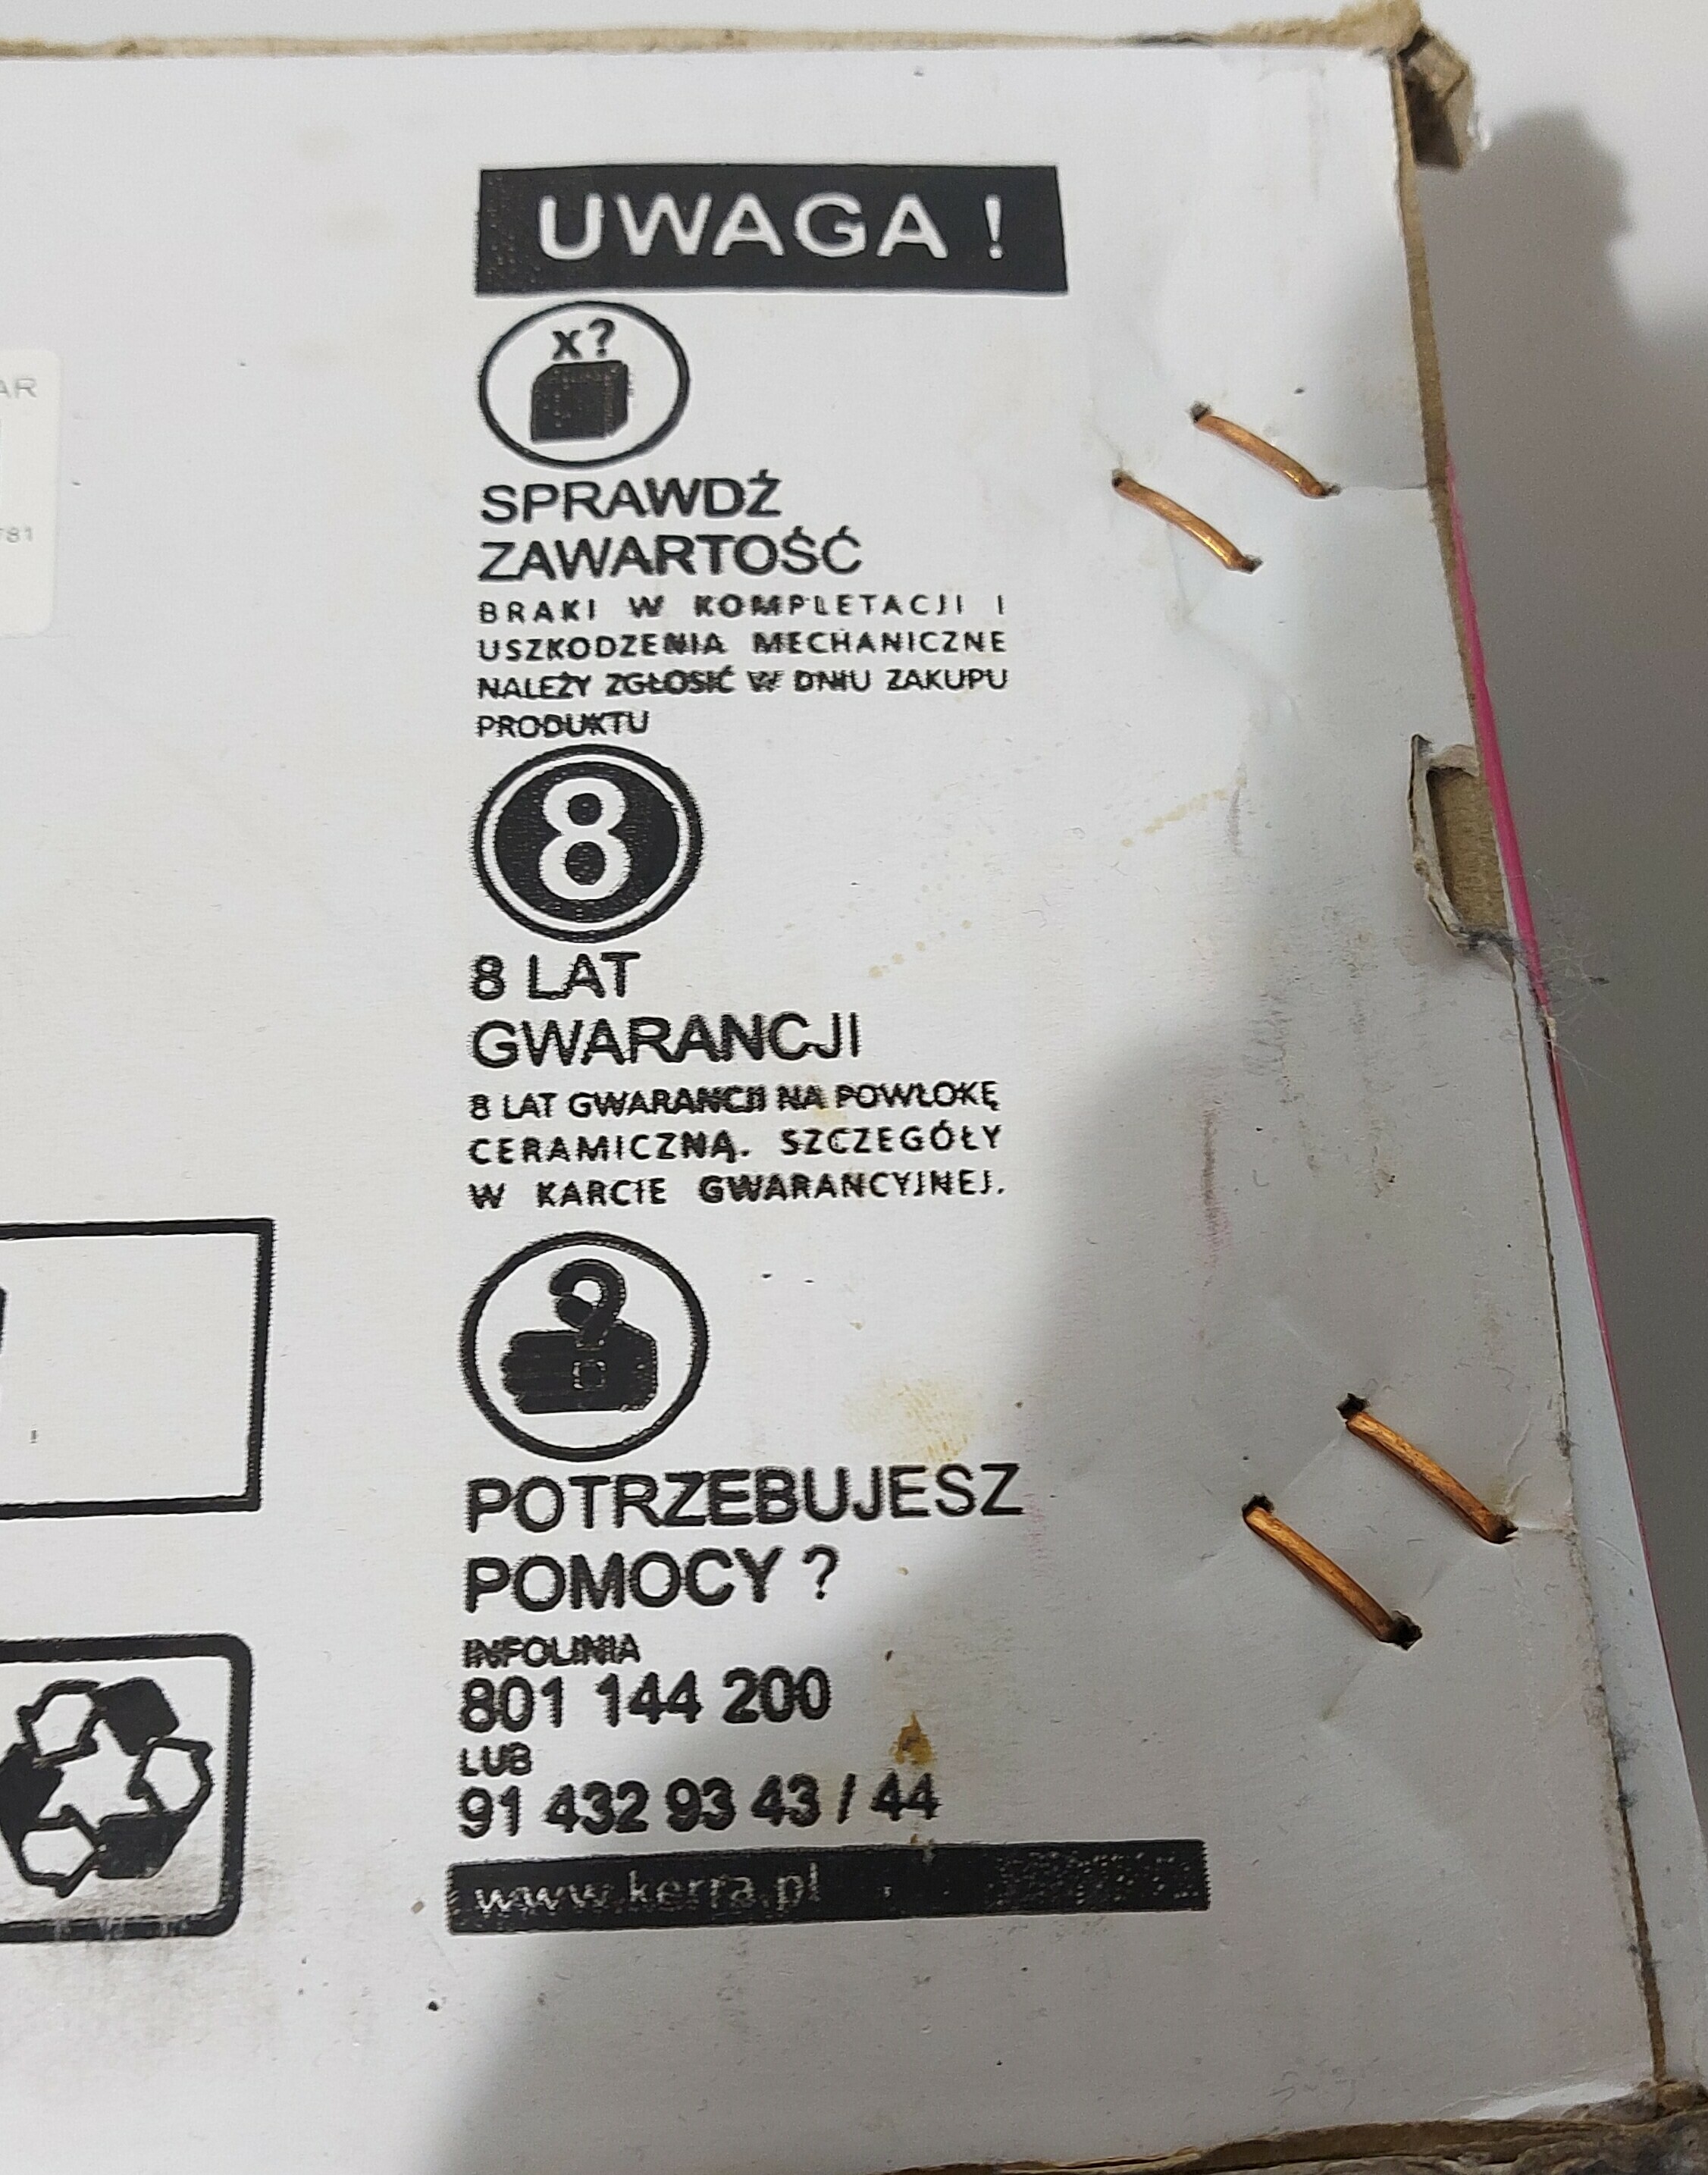 UWAGA !
x?
SPRAWDŹ
ZAWARTOŚĆ
BRAKI W KOMPLETACJI I
USZKODZENIA MECHANICZNE
NALEŻY ZGŁOSIĆ W DNIU ZAKUPU
PRODUKTU
8
8 LAT
GWARANCJI
8 LAT GWARANCJI NA POWŁOKĘ
CERAMICZNĄ. SZCZEGÓŁY
W KARCIE GWARANCYJNEJ.
?
POTRZEBUJESZ
POMOCY ?
INFOLINIA
801 144 200
LUB
91 432 93 43 / 44
www.kerra.pl
AR
781